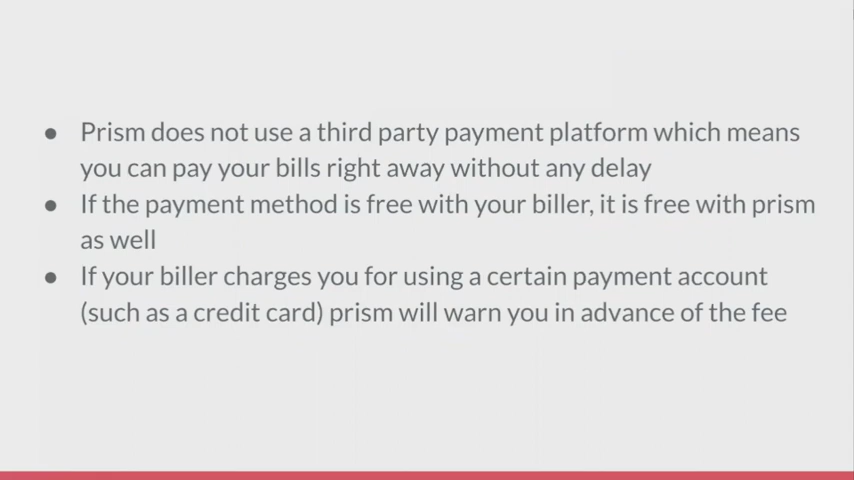 ● Prism does not use a third party payment platform which means
you can pay your bills right away without any delay
● If the payment method is free with your biller, it is free with prism
as well
● If your biller charges you for using a certain payment account
(such as a credit card) prism will warn you in advance of the fee